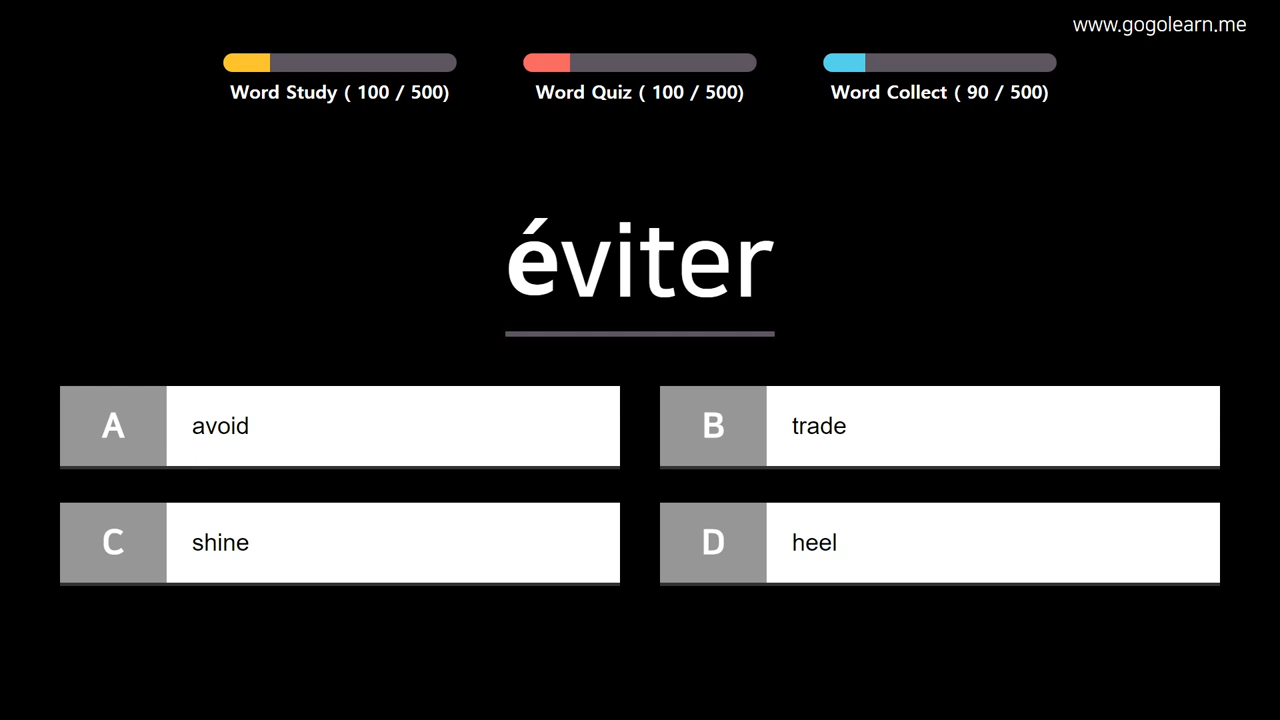 www.gogolearn.me
Word Study ( 100 / 500)
Word Quiz ( 100 / 500)
Word Collect ( 90 / 500)
éviter
A avoid
B trade
C shine
D heel